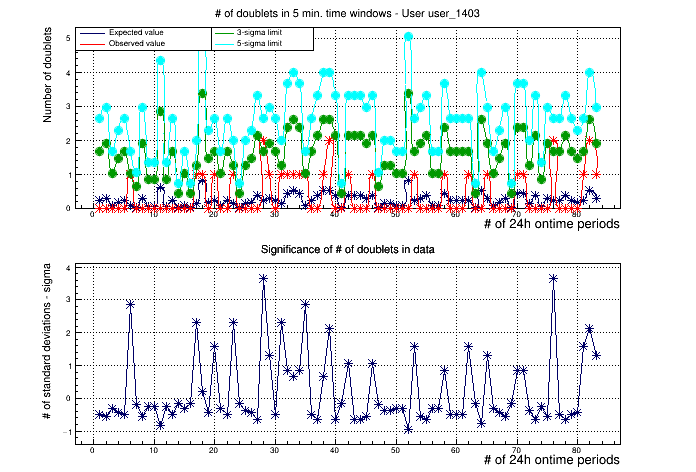 # of doublets in 5 min. time windows - User user_1403
Number of doublets
Expected value
Observed value
3-sigma limit
5-sigma limit
5
4
3
2
1
0
0 10 20 30 40 50 60 70 80
# of 24h ontime periods
Significance of # of doublets in data
# of standard deviations - sigma
4
3
2
1
0
−1
0 10 20 30 40 50 60 70 80
# of 24h ontime periods